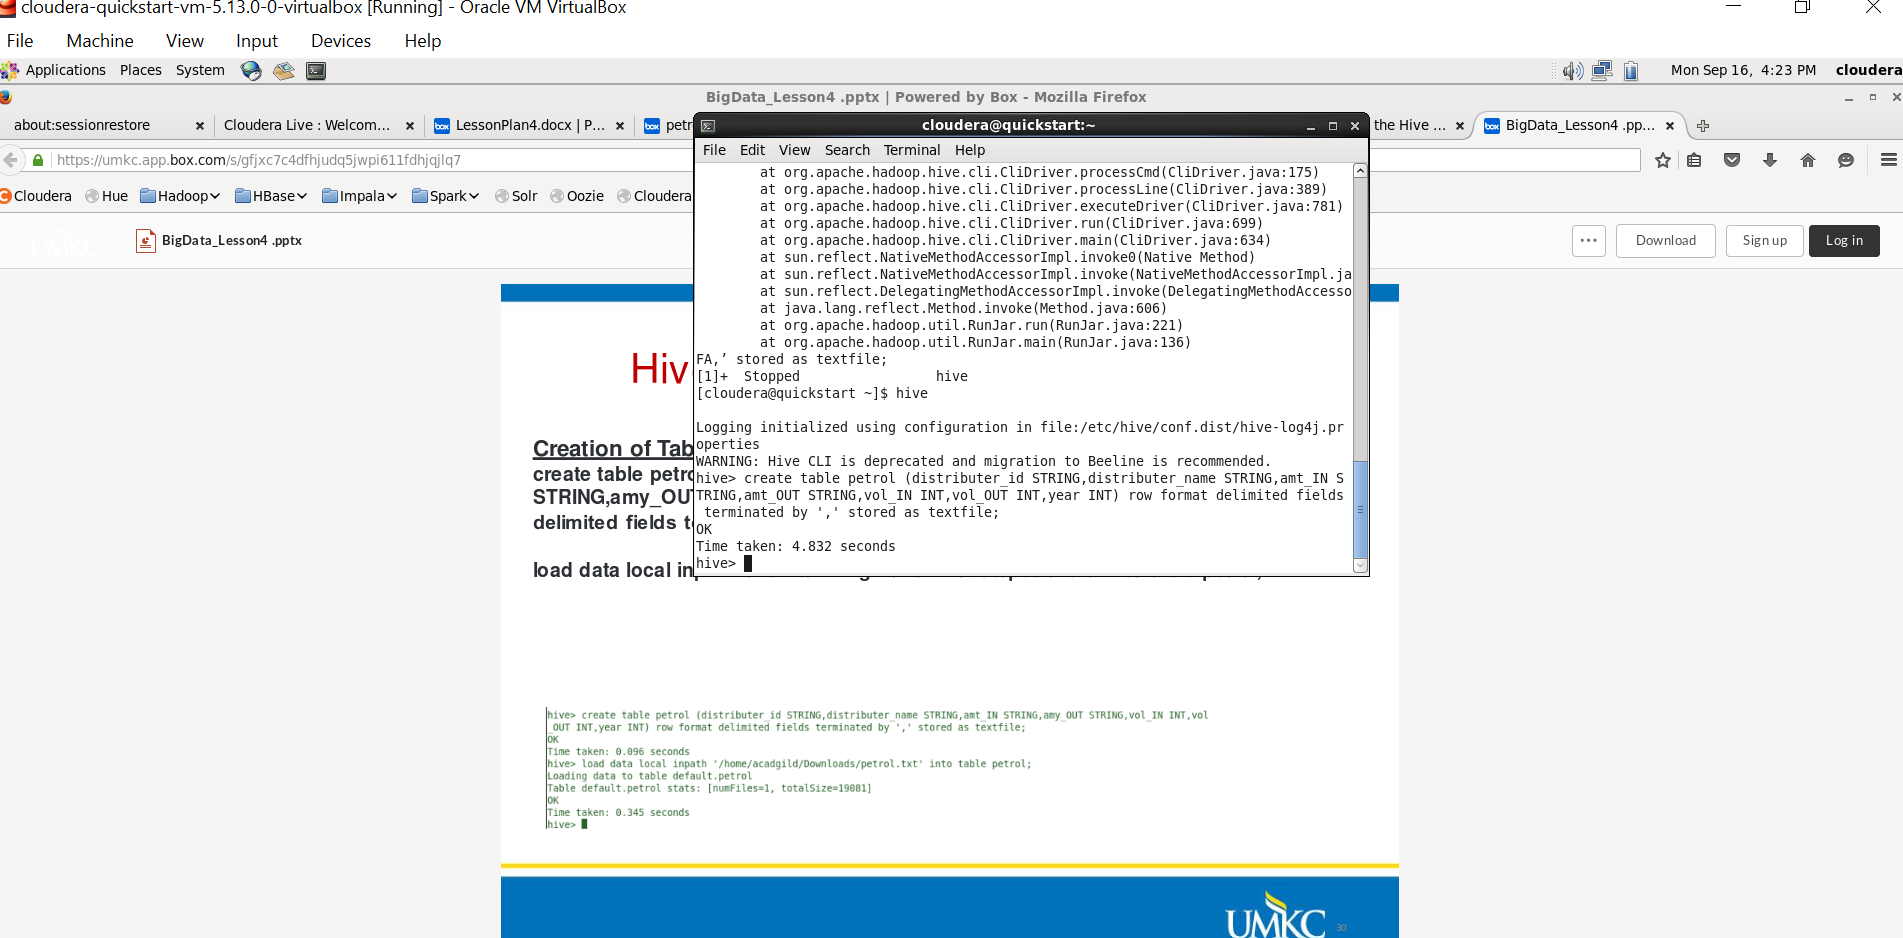 cloudera-quickstart-vm-5.13.0-0-virtualbox [Running] - Oracle VM VirtualBox
File Machine View Input Devices Help
Applications Places System Mon Sep 16, 4:23 PM cloudera
BigData_Lesson4 .pptx | Powered by Box - Mozilla Firefox
about:sessionrestore Cloudera Live : Welcom... LessonPlan4.docx | P... petr the Hive ... BigData_Lesson4 .pp...
https://umkc.app.box.com/s/gfjxc7c4dfhjudq5jwpi611fdhjqjlq7
Cloudera Hue Hadoop HBase Impala Spark Solr Oozie Cloudera
UMKC BigData_Lesson4 .pptx ... Download Sign up Log in
cloudera@quickstart:~
File Edit View Search Terminal Help
at org.apache.hadoop.hive.cli.CliDriver.processCmd(CliDriver.java:175)
at org.apache.hadoop.hive.cli.CliDriver.processLine(CliDriver.java:389)
at org.apache.hadoop.hive.cli.CliDriver.executeDriver(CliDriver.java:781)
at org.apache.hadoop.hive.cli.CliDriver.run(CliDriver.java:699)
at org.apache.hadoop.hive.cli.CliDriver.main(CliDriver.java:634)
at sun.reflect.NativeMethodAccessorImpl.invoke0(Native Method)
at sun.reflect.NativeMethodAccessorImpl.invoke(NativeMethodAccessorImpl.ja
at sun.reflect.DelegatingMethodAccessorImpl.invoke(DelegatingMethodAccesso
at java.lang.reflect.Method.invoke(Method.java:606)
at org.apache.hadoop.util.RunJar.run(RunJar.java:221)
at org.apache.hadoop.util.RunJar.main(RunJar.java:136)
FA,’ stored as textfile;
[1]+ Stopped hive
[cloudera@quickstart ~]$ hive
Logging initialized using configuration in file:/etc/hive/conf.dist/hive-log4j.pr
operties
WARNING: Hive CLI is deprecated and migration to Beeline is recommended.
hive> create table petrol (distributer_id STRING,distributer_name STRING,amt_IN S
TRING,amt_OUT STRING,vol_IN INT,vol_OUT INT,year INT) row format delimited fields
terminated by ',' stored as textfile;
OK
Time taken: 4.832 seconds
hive>
Hiv
Creation of Tab
create table petro
STRING,amy_OUT
delimited fields t
load data local inp
hive> create table petrol (distributer_id STRING,distributer_name STRING,amt_IN STRING,amy_OUT STRING,vol_IN INT,vol
_OUT INT,year INT) row format delimited fields terminated by ',' stored as textfile;
OK
Time taken: 0.096 seconds
hive> load data local inpath '/home/acadgild/Downloads/petrol.txt' into table petrol;
Loading data to table default.petrol
Table default.petrol stats: [numFiles=1, totalSize=19081]
OK
Time taken: 0.345 seconds
hive>
UMKC 30